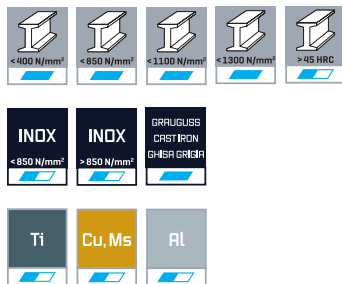 <400 N/mm² <850 N/mm² <1100 N/mm² <1300 N/mm² >45 HRC
INOX INOX GRAUGUSS
CAST IRON
GHISA GRIGIA
<850 N/mm² >850 N/mm²
Ti Cu, Ms Al